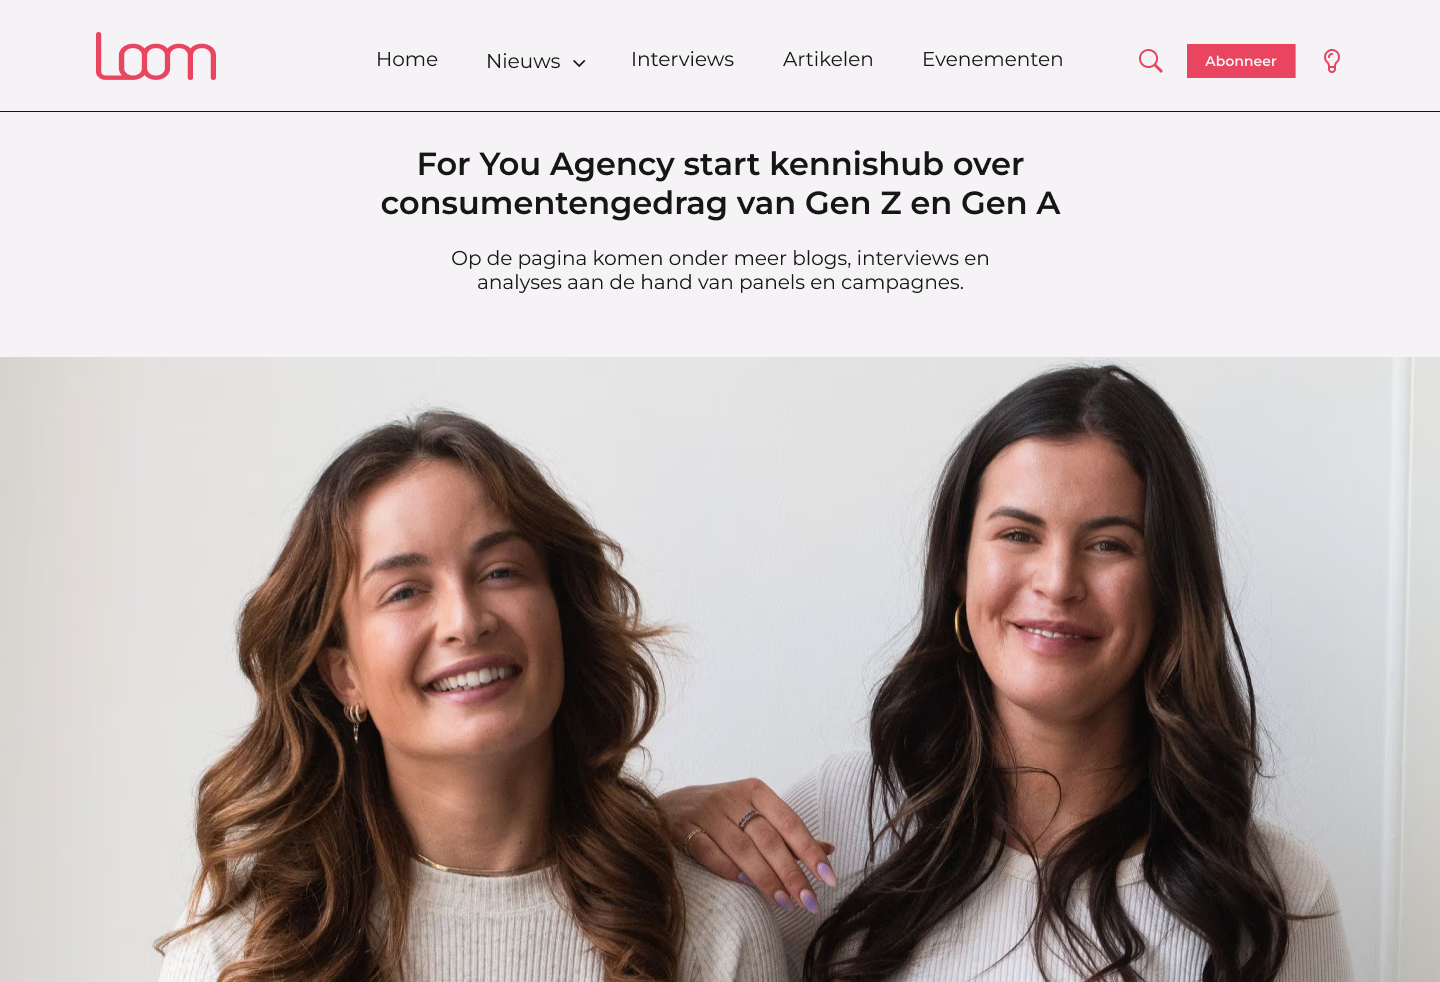 Loom
Home Nieuws Interviews Artikelen Evenementen Abonneer
For You Agency start kennishub over
consumentengedrag van Gen Z en Gen A
Op de pagina komen onder meer blogs, interviews en
analyses aan de hand van panels en campagnes.